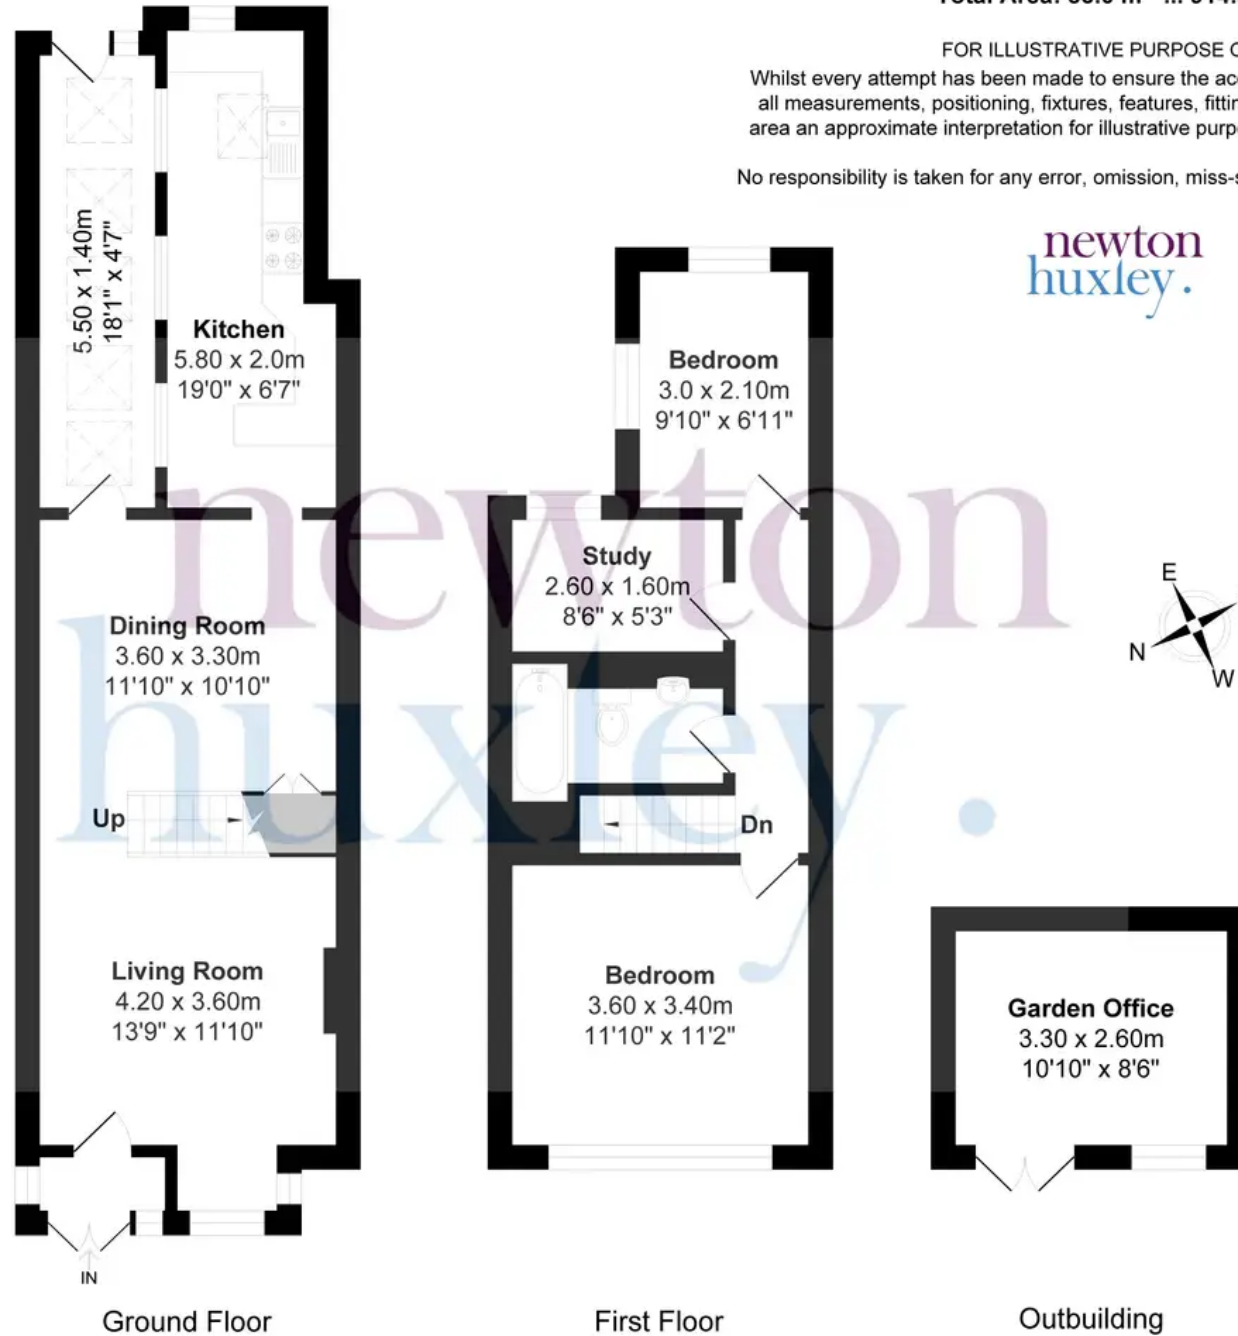 FOR ILLUSTRATIVE PURPOSE
Whilst every attempt has been made to ensure the
all measurements, positioning, fixtures, features,
area an approximate interpretation for illustrative
No responsibility is taken for any error, omission,
newton
huxley.
5.50 x 1.40m
18'1" x 4'7"
Kitchen
5.80 x 2.0m
19'0" x 6'7"
Bedroom
3.0 x 2.10m
9'10" x 6'11"
newton
huxley.
Study
2.60 x 1.60m
8'6" x 5'3"
Dining Room
3.60 x 3.30m
11'10" x 10'10"
E
N
W
Up
Dn
Living Room
4.20 x 3.60m
13'9" x 11'10"
Bedroom
3.60 x 3.40m
11'10" x 11'2"
Garden Office
3.30 x 2.60m
10'10" x 8'6"
IN
Ground Floor
First Floor
Outbuilding